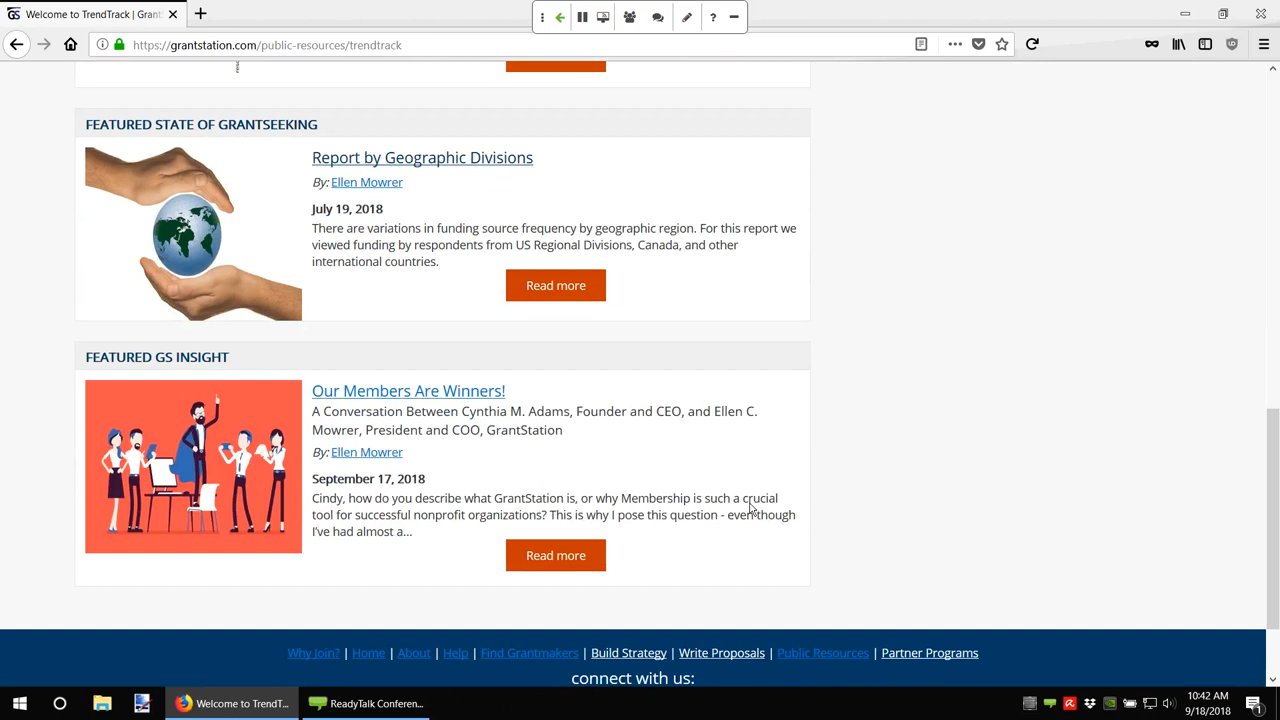 GS Welcome to TrendTrack | Grant
https://grantstation.com/public-resources/trendtrack
FEATURED STATE OF GRANTSEEKING
Report by Geographic Divisions
By: Ellen Mowrer
July 19, 2018
There are variations in funding source frequency by geographic region. For this report we
viewed funding by respondents from US Regional Divisions, Canada, and other
international countries.
Read more
FEATURED GS INSIGHT
Our Members Are Winners!
A Conversation Between Cynthia M. Adams, Founder and CEO, and Ellen C.
Mowrer, President and COO, GrantStation
By: Ellen Mowrer
September 17, 2018
Cindy, how do you describe what GrantStation is, or why Membership is such a crucial
tool for successful nonprofit organizations? This is why I pose this question - even though
I've had almost a...
Read more
Why Join? | Home | About | Help | Find Grantmakers | Build Strategy | Write Proposals | Public Resources | Partner Programs
connect with us:
Welcome to TrendT...
ReadyTalk Conferen...
10:42 AM
9/18/2018